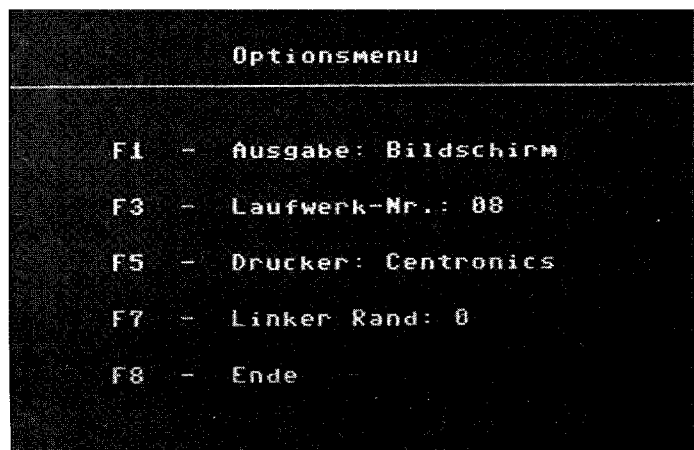 Optionsmenu
F1 - Ausgabe: Bildschirm
F3 - Laufwerk-Nr.: 08
F5 - Drucker: Centronics
F7 - Linker Rand: 0
F8 - Ende